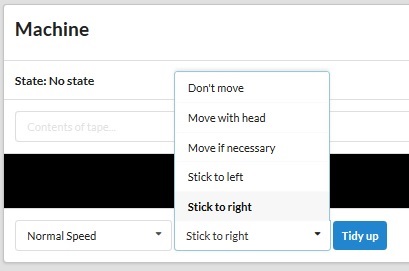 Machine
State: No state
Contents of tape...
Don't move
Move with head
Move if necessary
Stick to left
Stick to right
Normal Speed
Stick to right
Tidy up